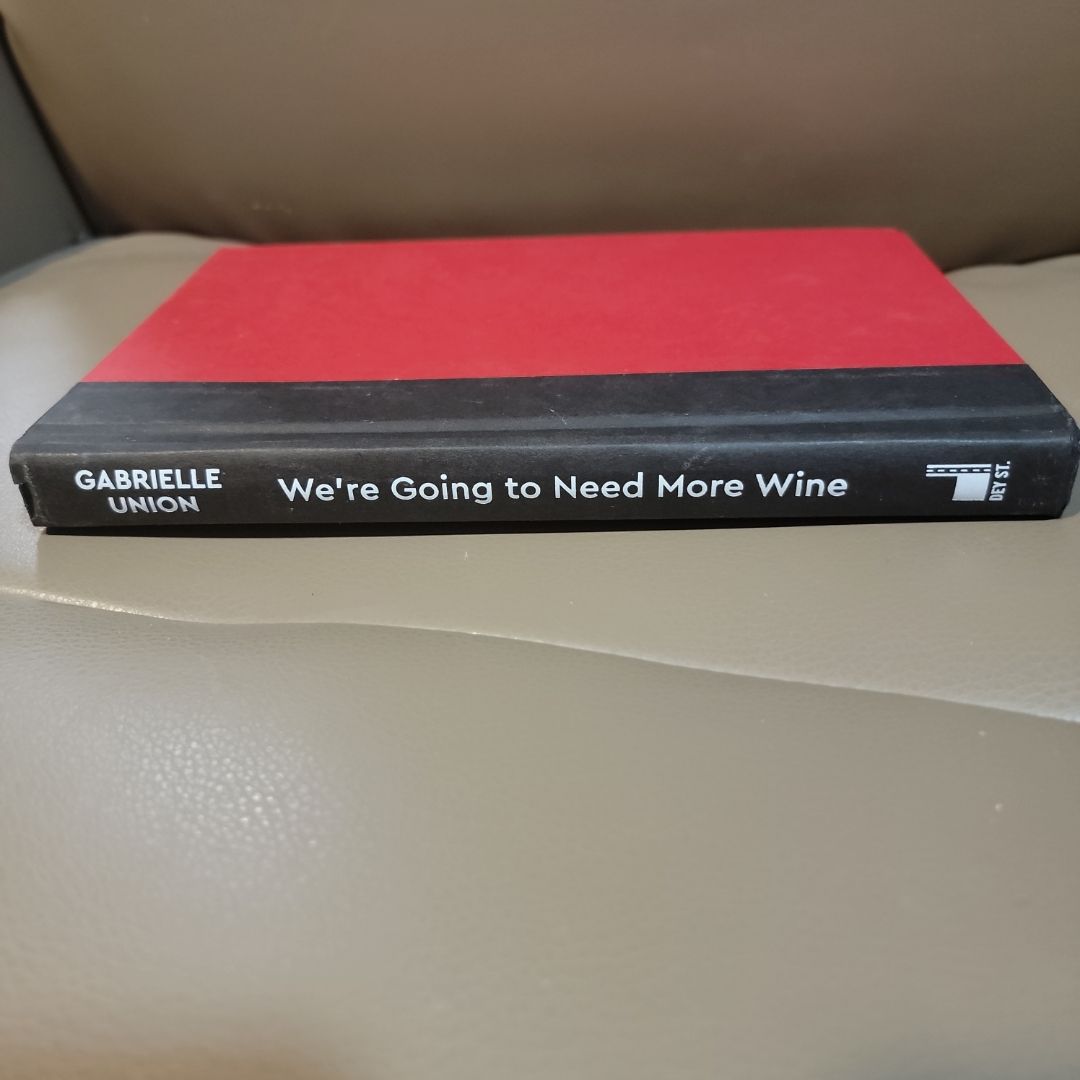 GABRIELLE
UNION
We're Going to Need More Wine
DEY ST.